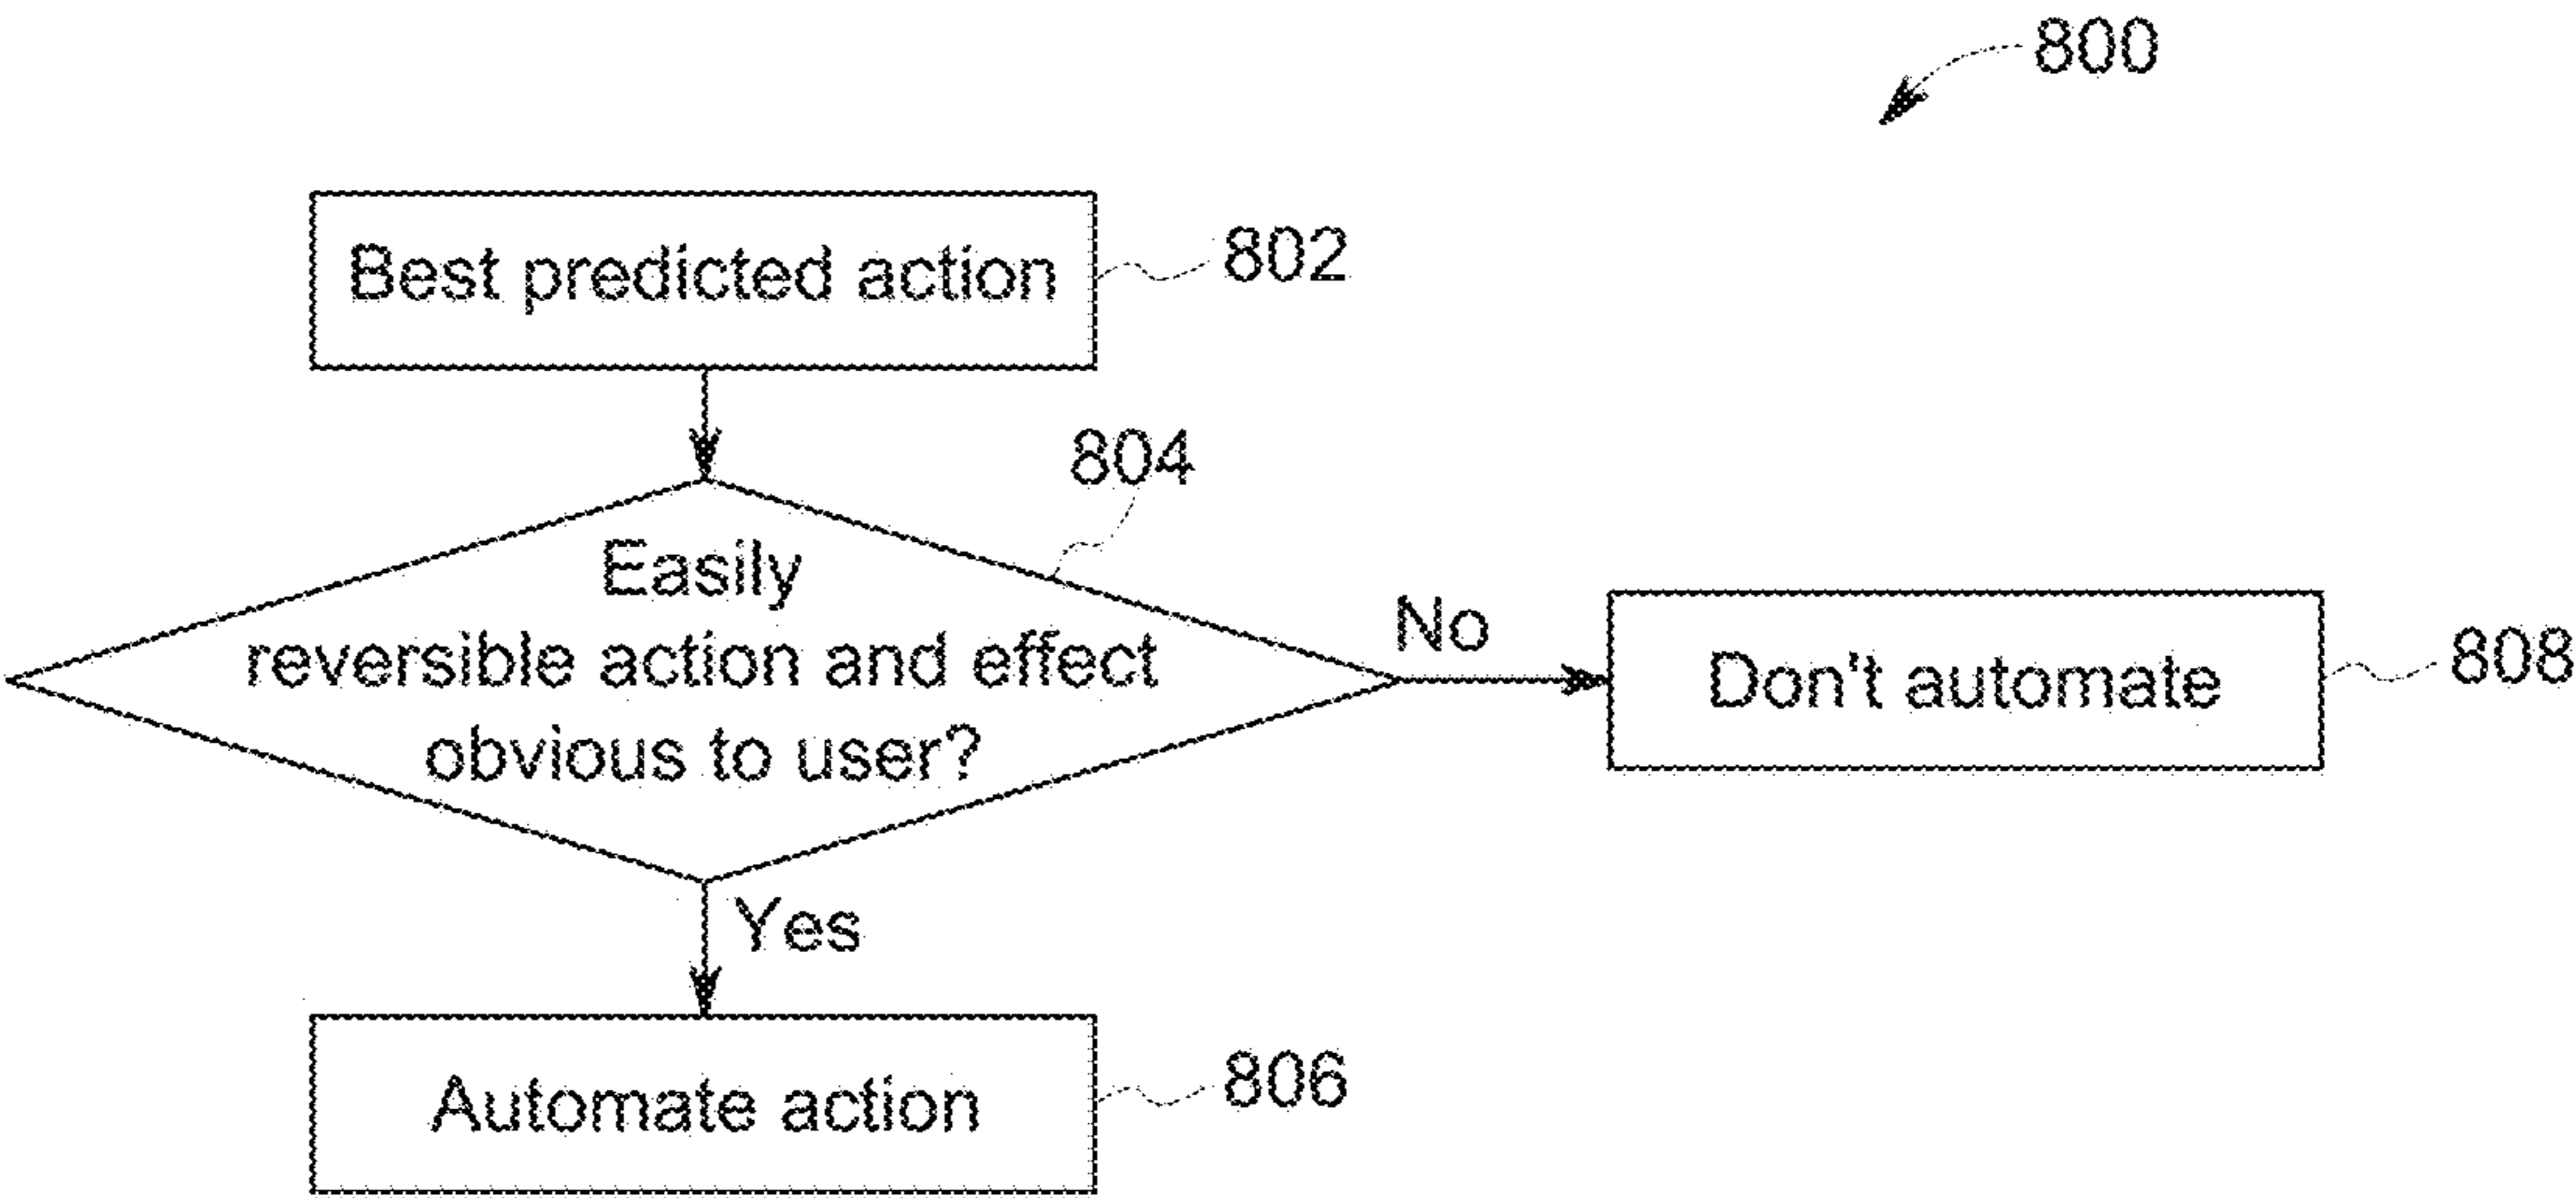 800
Best predicted action
802
804
Easily
reversible action and effect
obvious to user?
No
Don't automate
808
Yes
Automate action
806